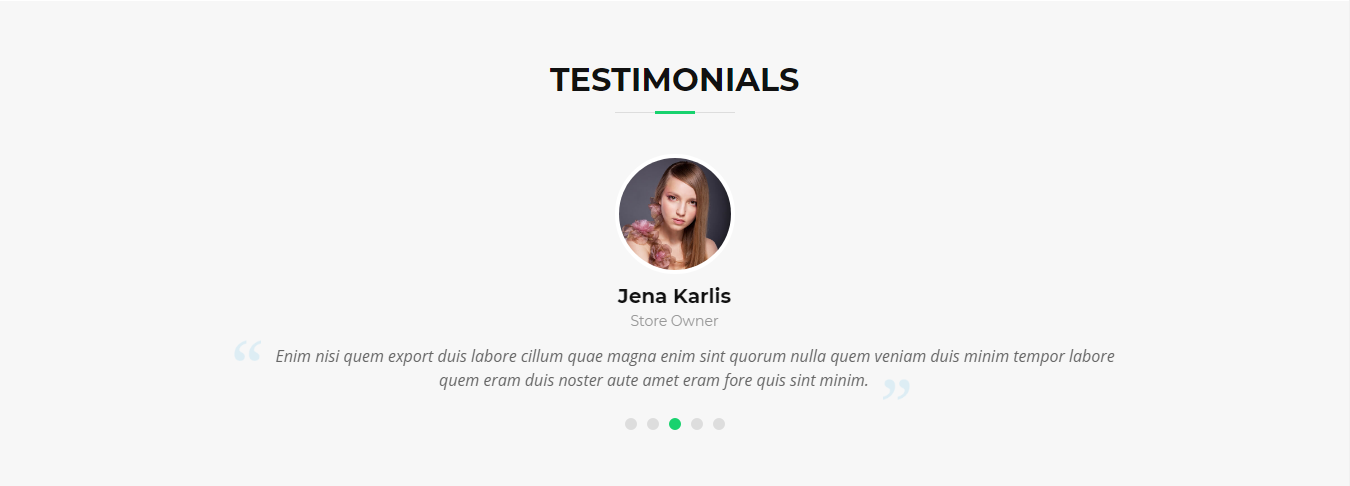 TESTIMONIALS
Jena Karlis
Store Owner
“ Enim nisi quem export duis labore cillum quae magna enim sint quorum nulla quem veniam duis minim tempor labore
quem eram duis noster aute amet eram fore quis sint minim. ”